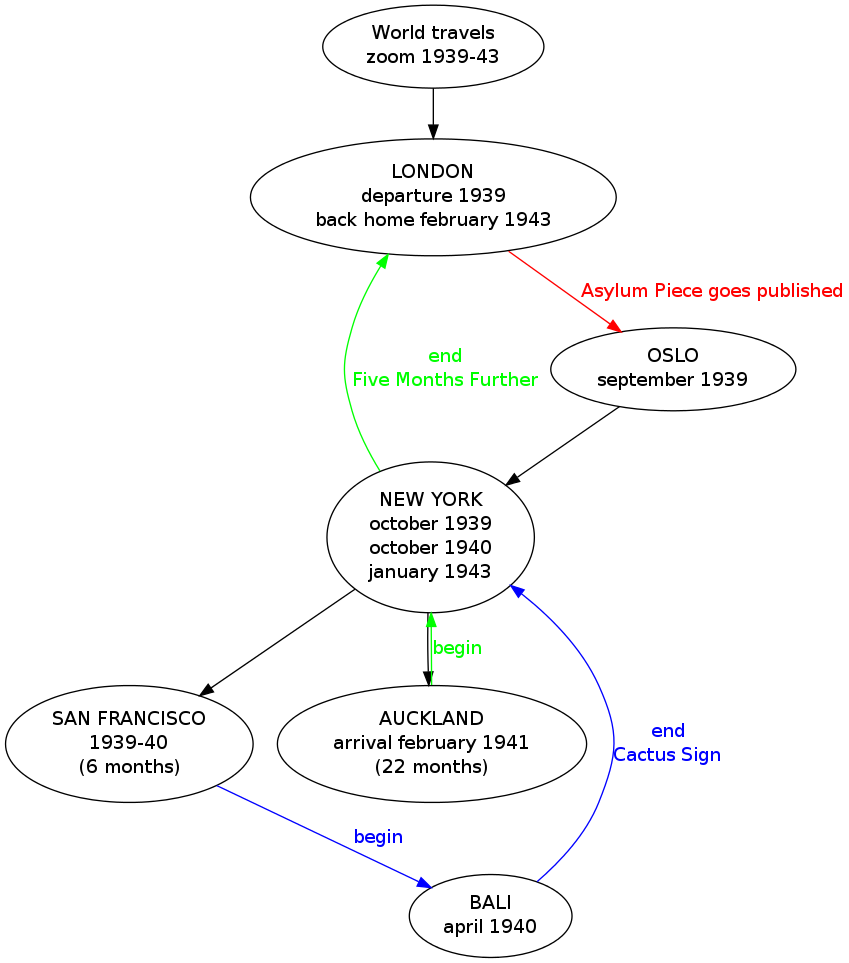 World travels
zoom 1939-43
LONDON
departure 1939
back home february 1943
Asylum Piece goes published
end
Five Months Further
OSLO
september 1939
NEW YORK
october 1939
october 1940
january 1943
begin
SAN FRANCISCO
1939-40
(6 months)
AUCKLAND
arrival february 1941
(22 months)
end
Cactus Sign
begin
BALI
april 1940